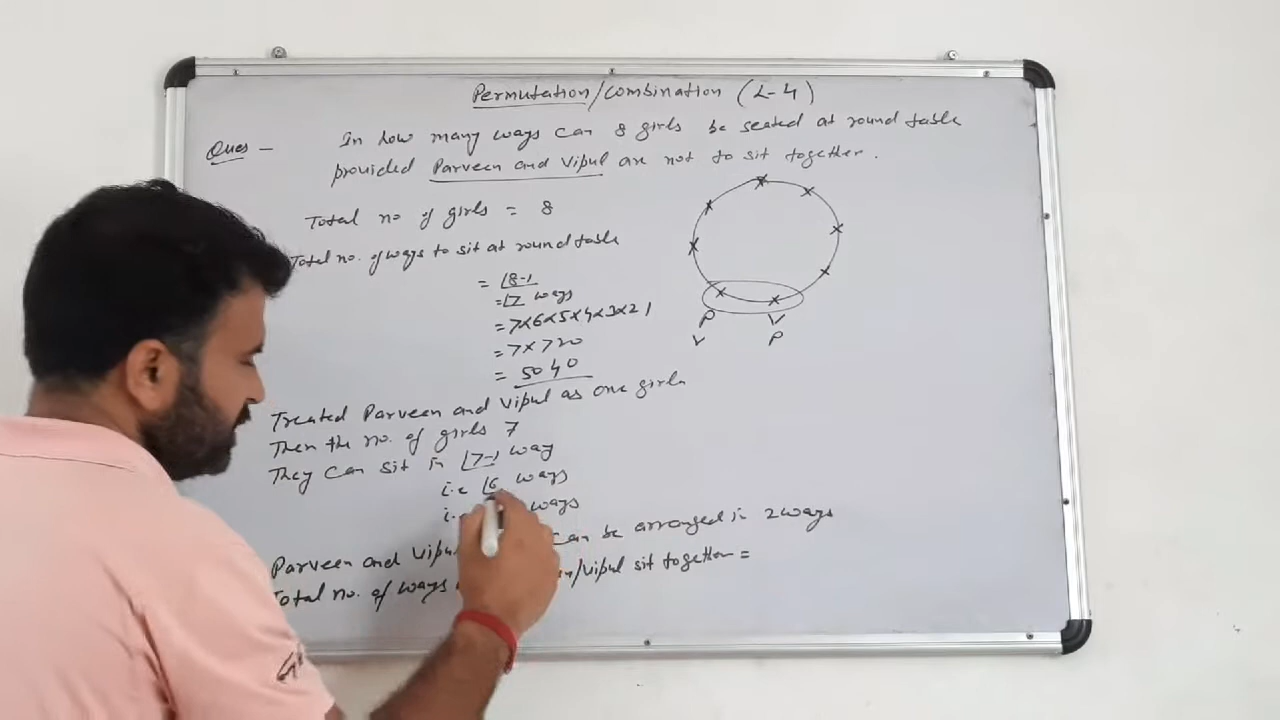 Permutation/Combination (L-4)
Ques - In how many ways can 8 girls be seated at round table
provided Parveen and Vipul are not to sit together.
Total no of girls = 8
Total no. of ways to sit at round table
= ⌊8-1
= ⌊7 ways
= 7×6×5×4×3×2 1
= 7×720
= 5040
P V
V P
Treated Parveen and Vipul as one girl.
Then the no. of girls 7
They can sit in ⌊7-1 way
i.e ⌊6 ways
ways
Parveen and can be arranged in 2 ways
Total no. of ways /Vipul sit together =